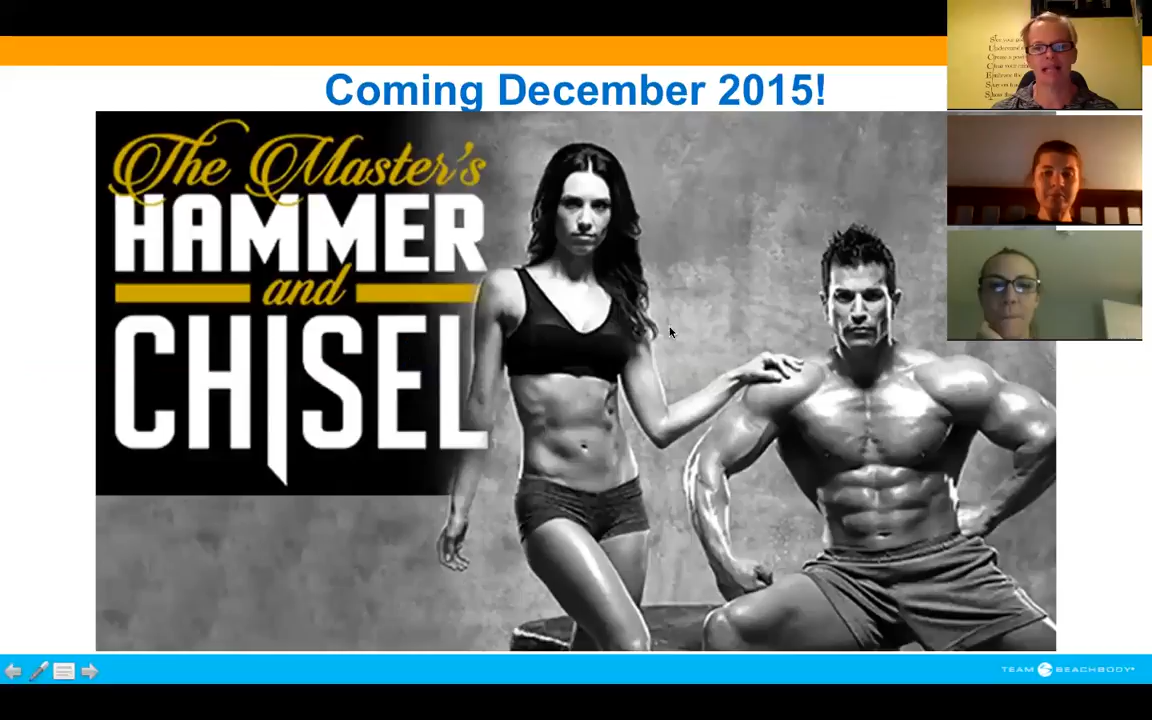 Coming December 2015!
The Master's
HAMMER
and
CHISEL
TEAM BEACHBODY